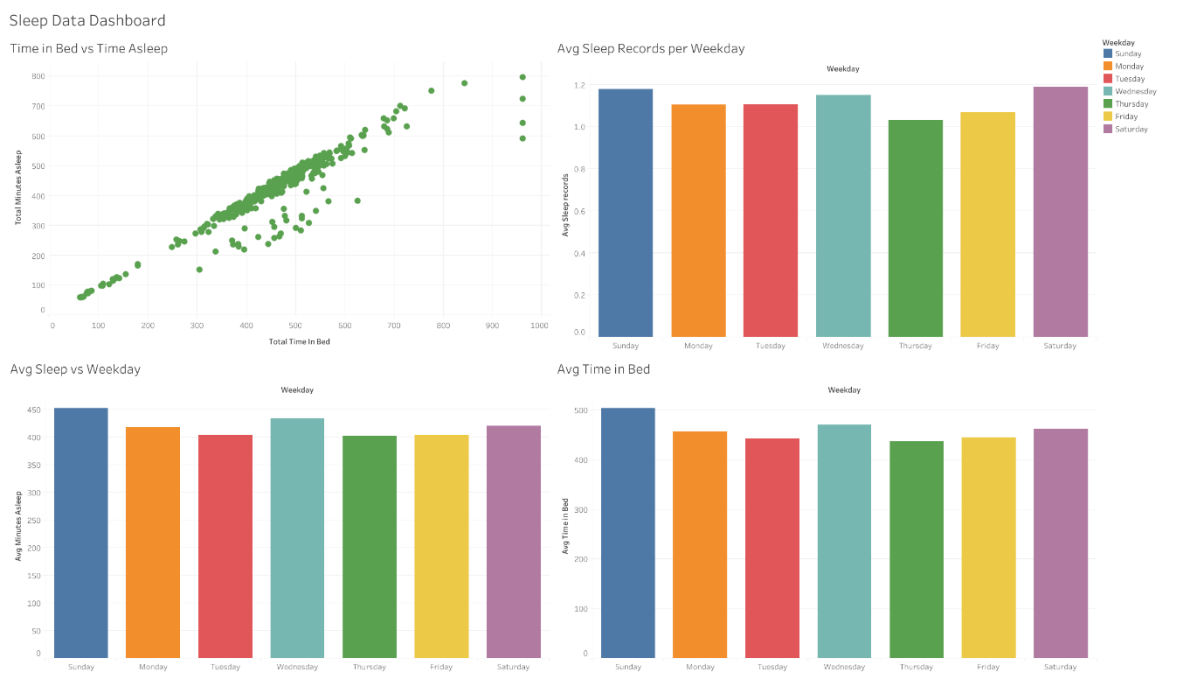 Sleep Data Dashboard
Time in Bed vs Time Asleep
800
700
600
500
400
300
200
100
0
Total Minutes Asleep
0 100 200 300 400 500 600 700 800 900 1000
Total Time In Bed
Avg Sleep Records per Weekday
Weekday
1.2
1.0
0.8
0.6
0.4
0.2
0.0
Avg Sleep records
Sunday Monday Tuesday Wednesday Thursday Friday Saturday
Weekday
Sunday
Monday
Tuesday
Wednesday
Thursday
Friday
Saturday
Avg Sleep vs Weekday
Weekday
450
400
350
300
250
200
150
100
50
0
Avg Minutes Asleep
Sunday Monday Tuesday Wednesday Thursday Friday Saturday
Avg Time in Bed
Weekday
500
400
300
200
100
0
Avg Time in Bed
Sunday Monday Tuesday Wednesday Thursday Friday Saturday